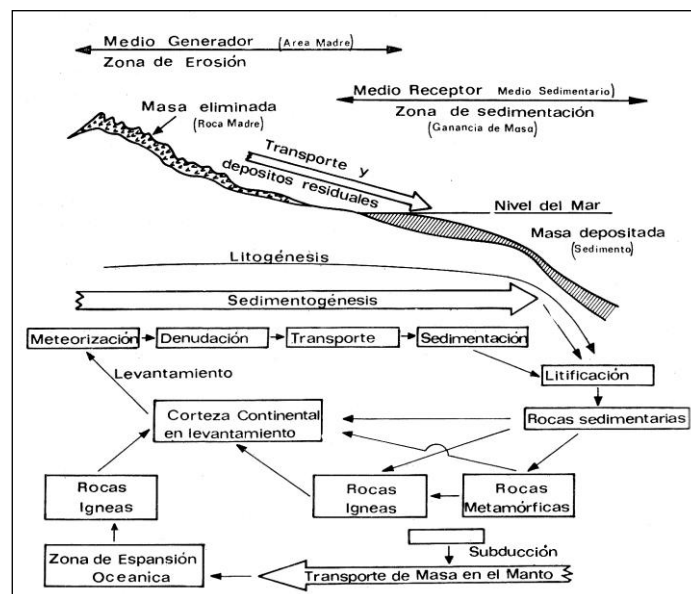 Medio Generador (Area Madre)
Zona de Erosión
Medio Receptor Medio Sedimentario
Zona de sedimentación
(Ganancia de Masa)
Masa eliminada
(Roca Madre)
Transporte y
depositos residuales
Nivel del Mar
Masa depositada
(Sedimento)
Litogénesis
Sedimentogénesis
Meteorización
Denudación
Transporte
Sedimentación
Levantamiento
Litificación
Corteza Continental
en levantamiento
Rocas sedimentarias
Rocas
Igneas
Rocas
Igneas
Rocas
Metamórficas
Subducción
Zona de Espansión
Oceanica
Transporte de Masa en el Manto